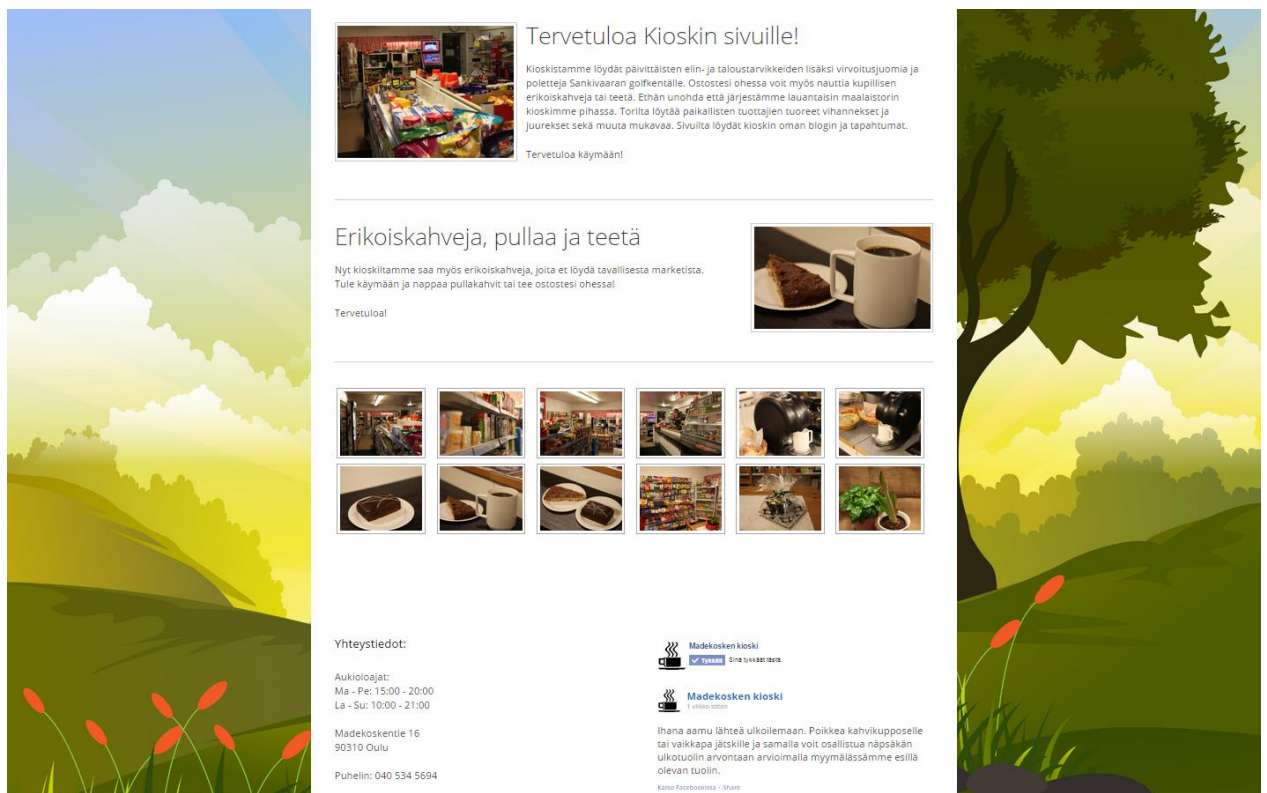 Tervetuloa Kioskin sivuille!
Kioskistamme löydät päivittäisten elin- ja taloustarvikkeiden lisäksi virvoitusjuomia ja
poletteja Sankivaaran golfkentälle. Ostostesi ohessa voit myös nauttia kupillisen
erikoiskahveja tai teetä. Ethän unohda että järjestämme lauantaisin maalaistorin
kioskimme pihassa. Torilta löytää paikallisten tuottajien tuoreet vihannekset ja
juurekset sekä muuta mukavaa. Sivuilta löydät kioskin oman blogin ja tapahtumat.
Tervetuloa käymään!
Erikoiskahveja, pullaa ja teetä
Nyt kioskiltamme saa myös erikoiskahveja, joita et löydä tavallisesta marketista.
Tule käymään ja nappaa pullakahvit tai tee ostostesi ohessa!
Tervetuloa!
Yhteystiedot:
Aukioloajat:
Ma - Pe: 15:00 - 20:00
La - Su: 10:00 - 21:00
Madekoskentie 16
90310 Oulu
Puhelin: 040 534 5694
Madekosken kioski
Tykkää Sinä tykkäät tästä.
Madekosken kioski
1 viikko sitten
Ihana aamu lähteä ulkoilemaan. Poikkea kahvikupposelle
tai vaikkapa jätskille ja samalla voit osallistua näpsäkän
ulkotuolin arvontaan arvioimalla myymälässämme esillä
olevan tuolin.
Katso Facebookissa · Share